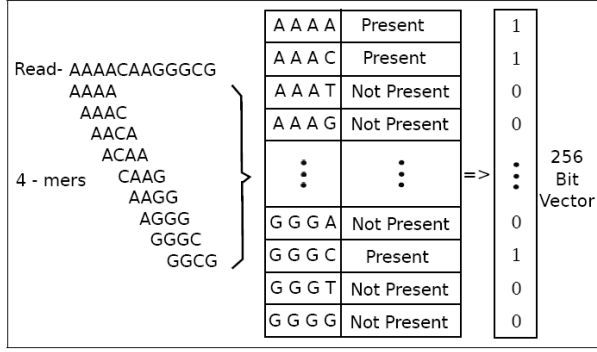 Read- AAAACAAGGGCG
AAAA
AAAC
AACA
ACAA
4 - mers CAAG
AAGG
AGGG
GGGC
GGCG
A A A A Present 1
A A A C Present 1
A A A T Not Present 0
A A A G Not Present 0
=>
G G G A Not Present 0
G G G C Present 1
G G G T Not Present 0
G G G G Not Present 0
256
Bit
Vector